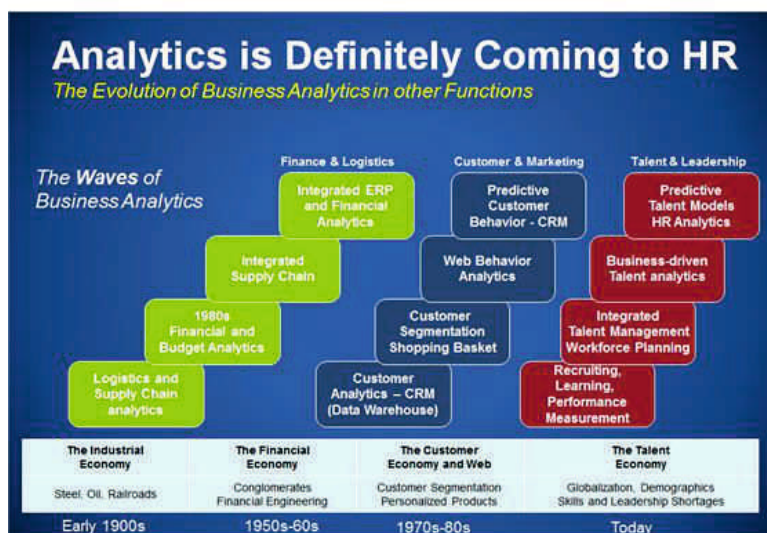 Analytics is Definitely Coming to HR
The Evolution of Business Analytics in other Functions
The Waves of
Business Analytics
Finance & Logistics
Integrated ERP
and Financial
Analytics
Integrated
Supply Chain
1980s
Financial and
Budget Analytics
Logistics and
Supply Chain
analytics
Customer & Marketing
Predictive
Customer
Behavior - CRM
Web Behavior
Analytics
Customer
Segmentation
Shopping Basket
Customer
Analytics – CRM
(Data Warehouse)
Talent & Leadership
Predictive
Talent Models
HR Analytics
Business-driven
Talent analytics
Integrated
Talent Management
Workforce Planning
Recruiting,
Learning,
Performance
Measurement
The Industrial
Economy
The Financial
Economy
The Customer
Economy and Web
The Talent
Economy
Steel, Oil, Railroads
Conglomerates
Financial Engineering
Customer Segmentation
Personalized Products
Globalization, Demographics
Skills and Leadership Shortages
Early 1900s
1950s-60s
1970s-80s
Today